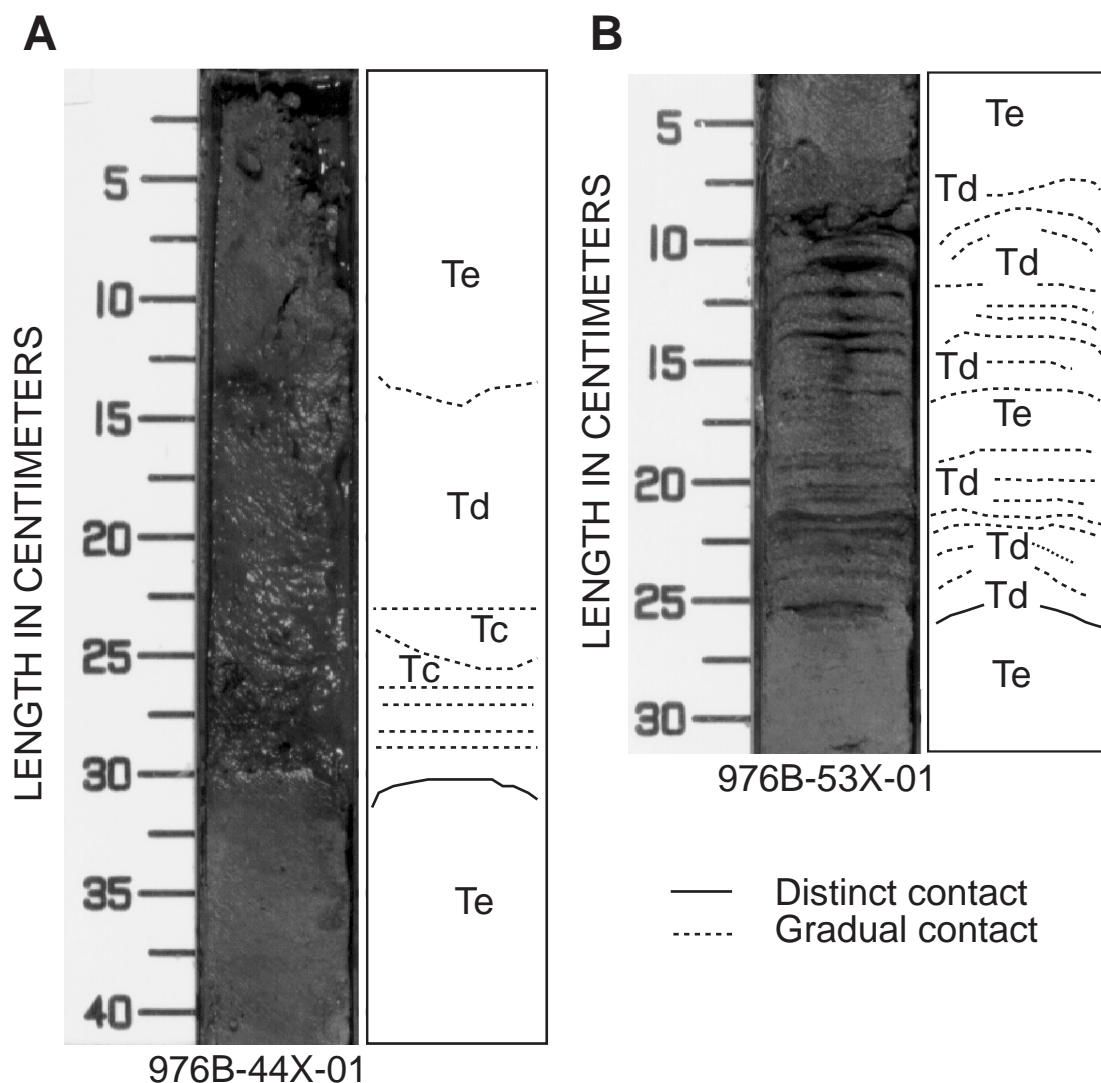 A
LENGTH IN CENTIMETERS
5
10
15
20
25
30
35
40
Te
Td
Tc
Tc
Te
976B-44X-01
B
LENGTH IN CENTIMETERS
5
10
15
20
25
30
Te
Td
Td
Td
Te
Td
Td
Td
Te
976B-53X-01
Distinct contact
Gradual contact